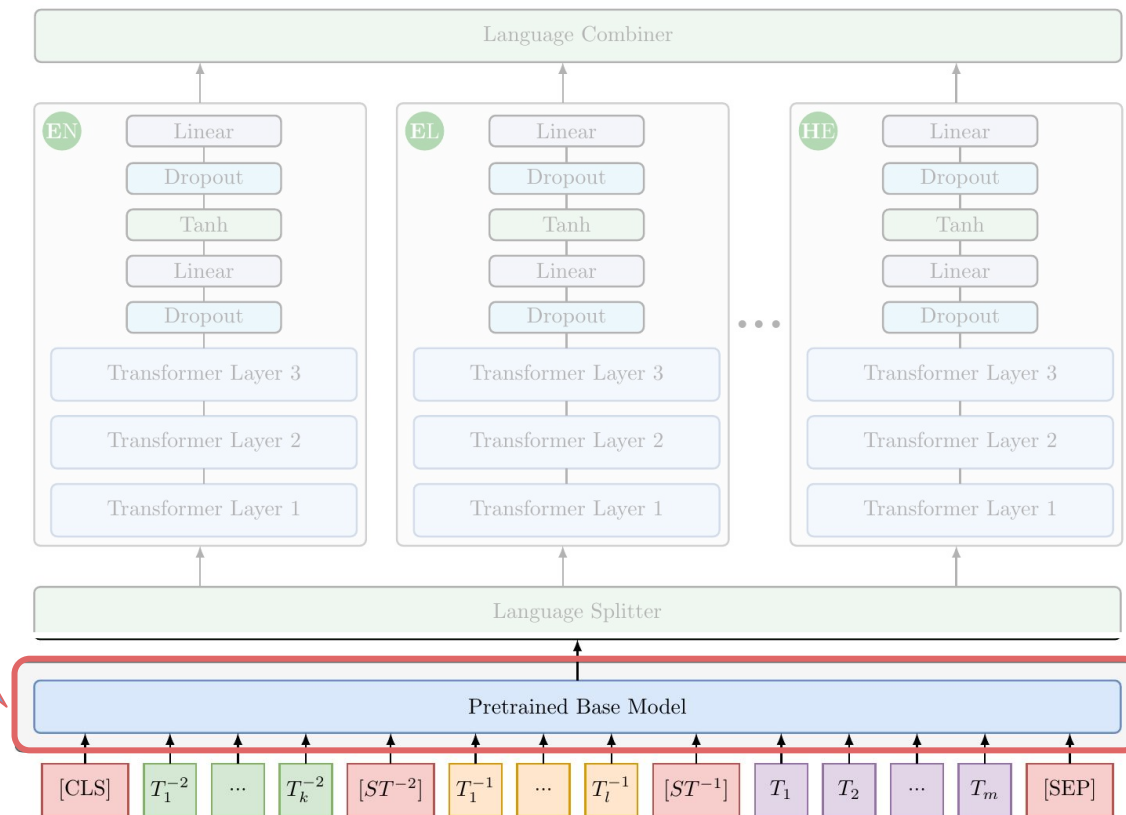 Language Combiner
EN EL HE
Linear Linear Linear
Dropout Dropout Dropout
Tanh Tanh Tanh
Linear Linear Linear
Dropout Dropout Dropout
...
Transformer Layer 3 Transformer Layer 3 Transformer Layer 3
Transformer Layer 2 Transformer Layer 2 Transformer Layer 2
Transformer Layer 1 Transformer Layer 1 Transformer Layer 1
Language Splitter
Pretrained Base Model
[CLS] $T_1^{-2}$ ... $T_k^{-2}$ $[ST^{-2}]$ $T_1^{-1}$ ... $T_l^{-1}$ $[ST^{-1}]$ $T_1$ $T_2$ ... $T_m$ [SEP]